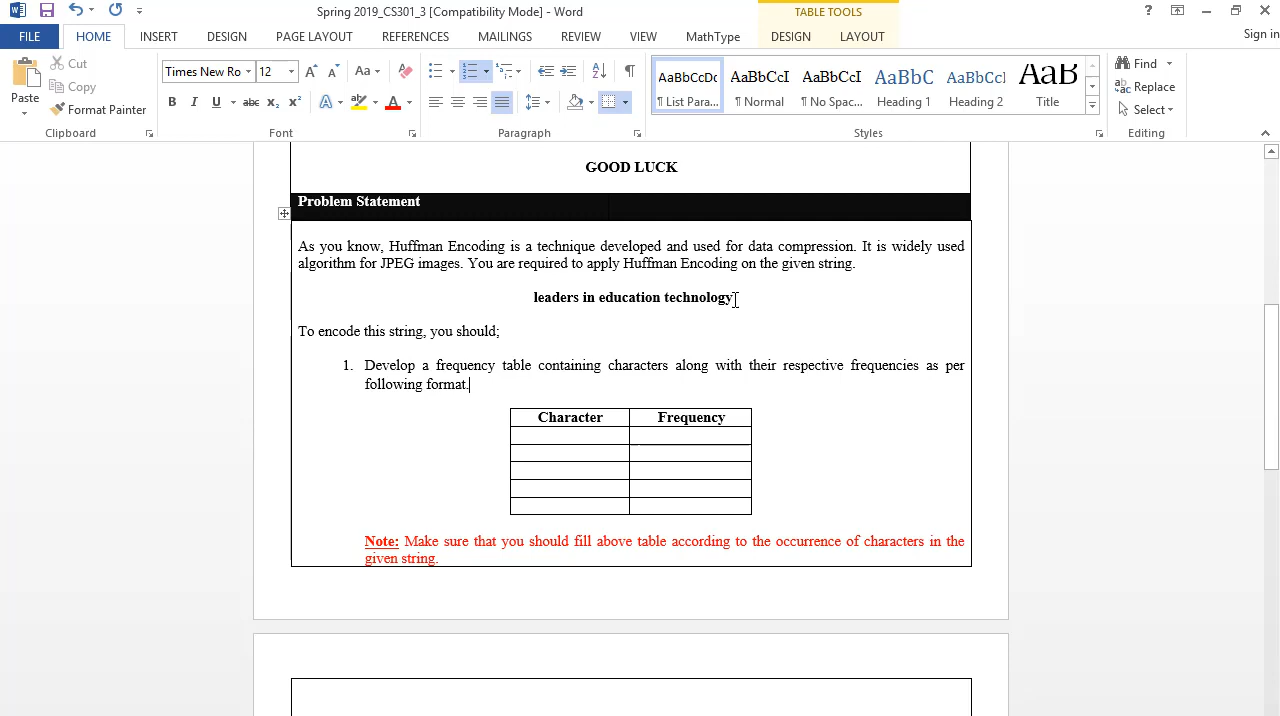 Spring 2019_CS301_3 [Compatibility Mode] - Word
TABLE TOOLS
?
FILE HOME INSERT DESIGN PAGE LAYOUT REFERENCES MAILINGS REVIEW VIEW MathType DESIGN LAYOUT Sign in
Paste
Cut
Copy
Format Painter
Clipboard
Times New Ro 12 Aa
B I U abc x₂ x² A A
Font
Paragraph
AaBbCcDc AaBbCcI AaBbCcI AaBbC AaBbCcl AaB
¶ List Para... ¶ Normal ¶ No Spac... Heading 1 Heading 2 Title
Styles
Find
Replace
Select
Editing
GOOD LUCK
Problem Statement
As you know, Huffman Encoding is a technique developed and used for data compression. It is widely used
algorithm for JPEG images. You are required to apply Huffman Encoding on the given string.
leaders in education technology
To encode this string, you should;
1. Develop a frequency table containing characters along with their respective frequencies as per
following format.
Character Frequency
Note: Make sure that you should fill above table according to the occurrence of characters in the
given string.